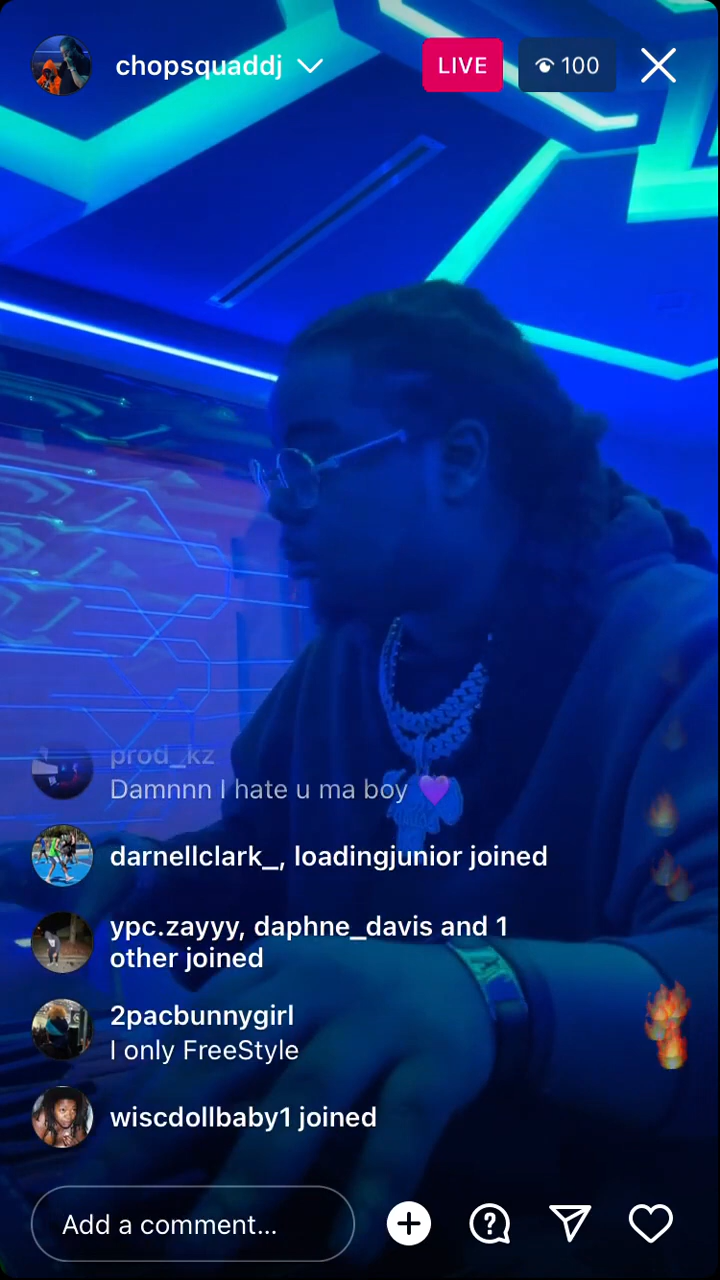 chopsquaddj
LIVE
100
prod_kz
Damnnn I hate u ma boy 💜
darnellclark_, loadingjunior joined
ypc.zayyy, daphne_davis and 1
other joined
2pacbunnygirl
I only FreeStyle
wiscdollbaby1 joined
Add a comment...